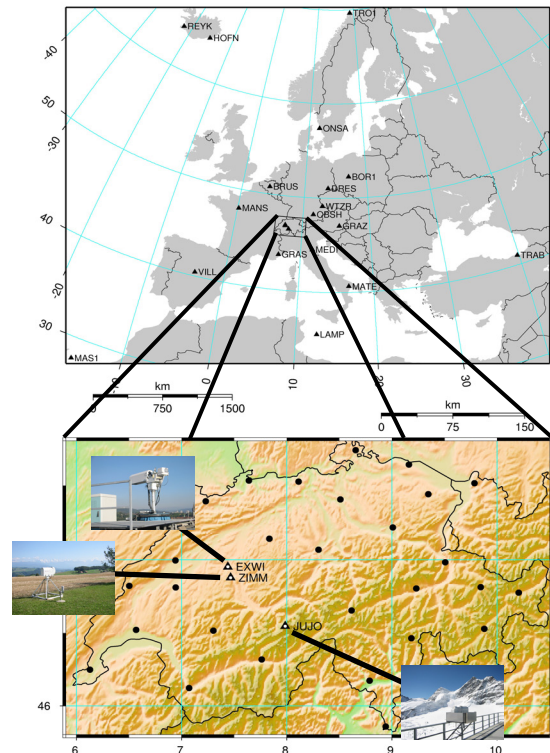 TRO1
REYK
HOFN
-40
-50
ONSA
-30
BOR1
BRUS
DRES
MANS
WTZR
OBSH
40
GRAZ
MEDI
GRAS
TRAB
VILL
-20
MATE
30
LAMP
MAS1
0
10
20
30
km
0 750 1500
km
0 75
46
EXWI
ZIMM
JUJO
6 7 8 9 10